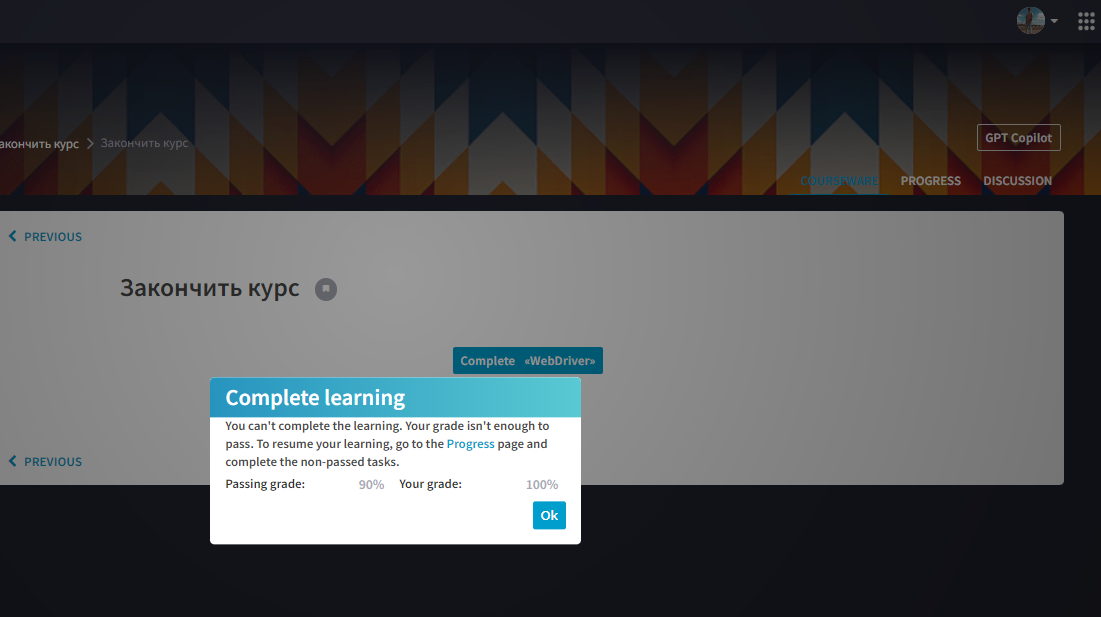 акончить курс > Закончить курс
GPT Copilot
COURSEWARE PROGRESS DISCUSSION
PREVIOUS
Закончить курс
Complete «WebDriver»
Complete learning
You can't complete the learning. Your grade isn't enough to
pass. To resume your learning, go to the Progress page and
complete the non-passed tasks.
Passing grade: 90% Your grade: 100%
Ok
PREVIOUS